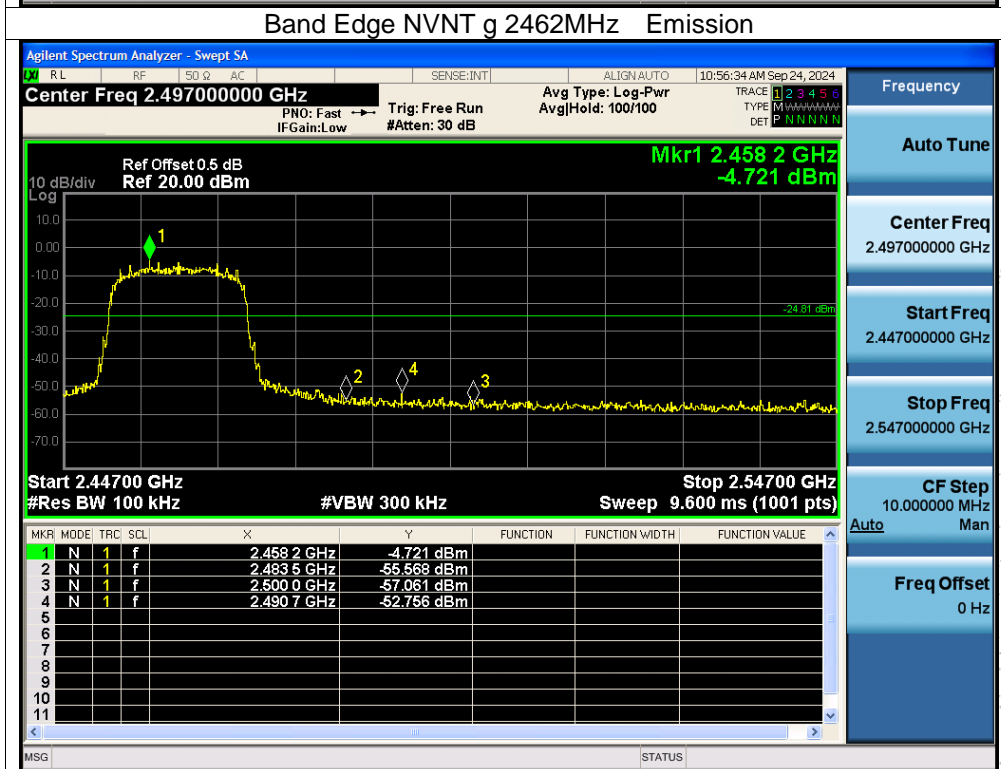 Band Edge NVNT g 2462MHz Emission
Agilent Spectrum Analyzer - Swept SA
LXI RL RF 50 Ω AC SENSE:INT ALIGN AUTO 10:56:34 AM Sep 24, 2024
Center Freq 2.497000000 GHz
PNO: Fast
IFGain:Low
Trig: Free Run
#Atten: 30 dB
Avg Type: Log-Pwr
Avg|Hold: 100/100
TRACE 1 2 3 4 5 6
TYPE M WWWWW
DET P N N N N N
Mkr1 2.458 2 GHz
-4.721 dBm
Ref Offset 0.5 dB
10 dB/div Ref 20.00 dBm
Log
10.0
0.00
-10.0
-20.0
-30.0
-40.0
-50.0
-60.0
-70.0
1
-24.81 dBm
2
4
3
Start 2.44700 GHz Stop 2.54700 GHz
#Res BW 100 kHz #VBW 300 kHz Sweep 9.600 ms (1001 pts)
MKR MODE TRC SCL X Y FUNCTION FUNCTION WIDTH FUNCTION VALUE
1 N 1 f 2.458 2 GHz -4.721 dBm
2 N 1 f 2.483 5 GHz -55.568 dBm
3 N 1 f 2.500 0 GHz -57.061 dBm
4 N 1 f 2.490 7 GHz -52.756 dBm
5
6
7
8
9
10
11
MSG STATUS
Frequency
Auto Tune
Center Freq
2.497000000 GHz
Start Freq
2.447000000 GHz
Stop Freq
2.547000000 GHz
CF Step
10.000000 MHz
Auto Man
Freq Offset
0 Hz